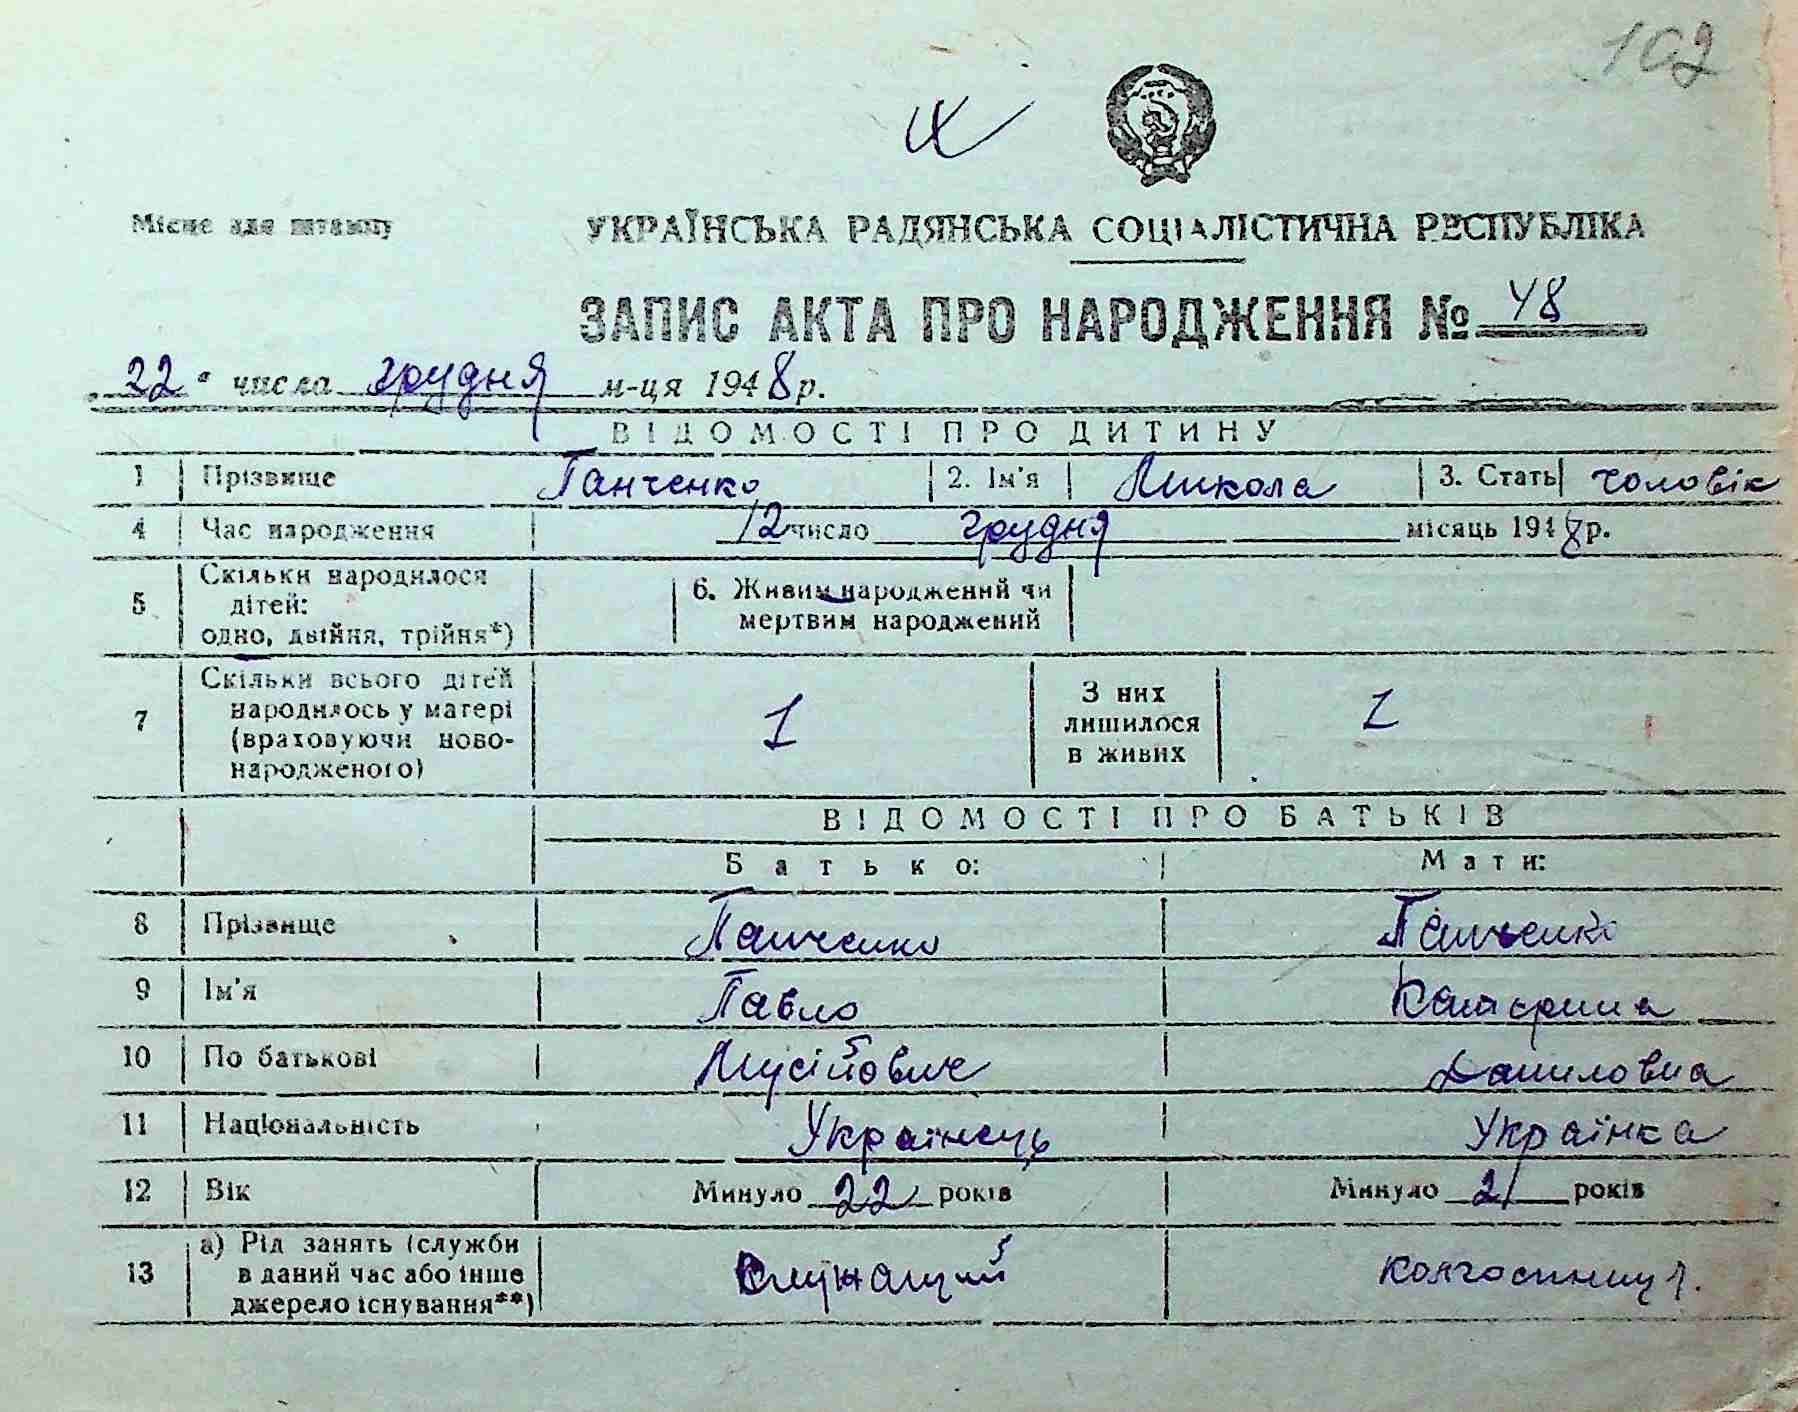 102
IX
Місце для штампу
УКРАЇНСЬКА РАДЯНСЬКА СОЦІАЛІСТИЧНА РЕСПУБЛІКА
ЗАПИС АКТА ПРО НАРОДЖЕННЯ № 48
„22“ числа грудня м-ця 1948 р.
ВІДОМОСТІ ПРО ДИТИНУ
1 Прізвище Панченко 2. Ім'я Микола 3. Стать чоловік
4 Час народження 12 число грудня місяць 1948 р.
5 Скільки народилося
дітей:
одно, двійня, трійня*)
6. Живим народжений чи
мертвим народжений
7 Скільки всього дітей
народилось у матері
(враховуючи ново-
народженого)
1
З них
лишилося
в живих
1
ВІДОМОСТІ ПРО БАТЬКІВ
Батько: Мати:
8 Прізвище Панченко Панченко
9 Ім'я Павло Катерина
10 По батькові Мусійович Даниловна
11 Національність Українець Українка
12 Вік Минуло 22 років Минуло 21 років
13 а) Рід занять (служби
в даний час або інше
джерело існування**)
Служащий колгоспниця.